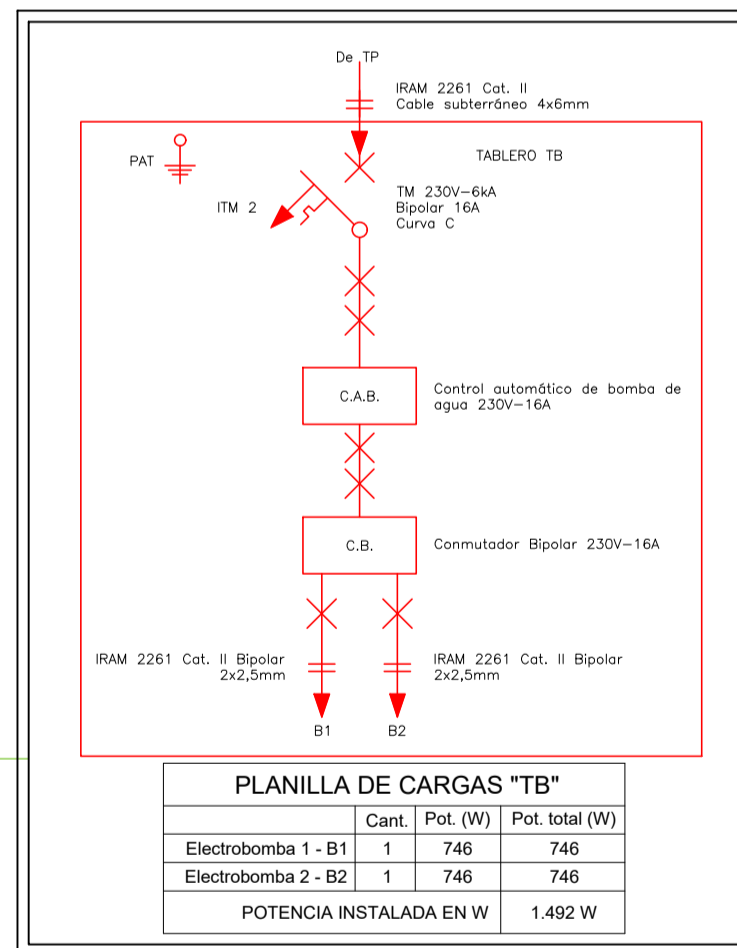 De TP
IRAM 2261 Cat. II
Cable subterráneo 4x6mm
PAT
TABLERO TB
ITM 2
TM 230V-6kA
Bipolar 16A
Curva C
C.A.B.
Control automático de bomba de
agua 230V-16A
C.B.
Conmutador Bipolar 230V-16A
IRAM 2261 Cat. II Bipolar
2x2,5mm
IRAM 2261 Cat. II Bipolar
2x2,5mm
B1
B2
PLANILLA DE CARGAS "TB"
Cant. Pot. (W) Pot. total (W)
Electrobomba 1 - B1 1 746 746
Electrobomba 2 - B2 1 746 746
POTENCIA INSTALADA EN W 1.492 W